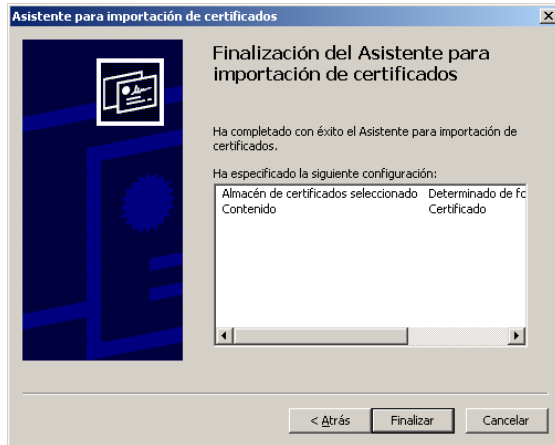 Asistente para importación de certificados
Finalización del Asistente para
importación de certificados
Ha completado con éxito el Asistente para importación de
certificados.
Ha especificado la siguiente configuración:
Almacén de certificados seleccionado Determinado de fo
Contenido Certificado
< Atrás Finalizar Cancelar